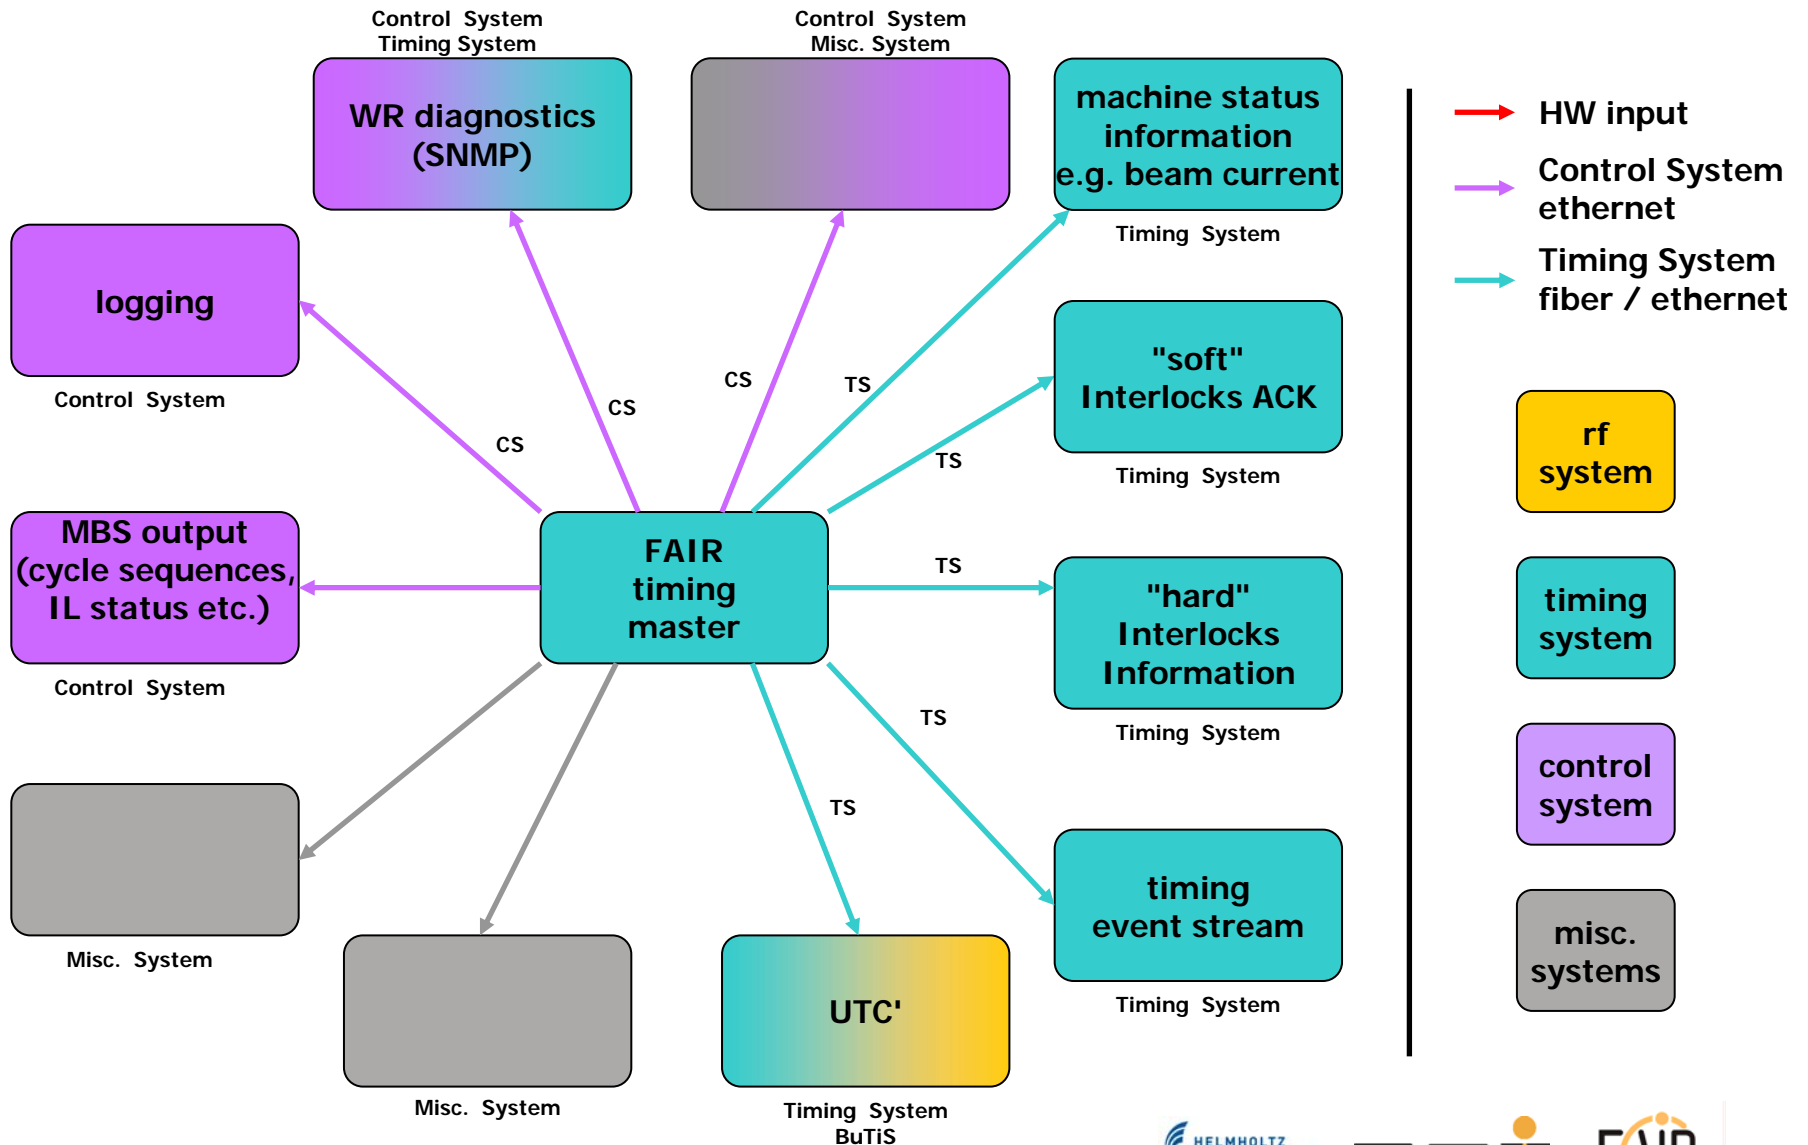 Control System
Timing System
WR diagnostics
(SNMP)
Control System
Misc. System
machine status
information
e.g. beam current
Timing System
HW input
Control System
ethernet
Timing System
fiber / ethernet
logging
Control System
"soft"
Interlocks ACK
Timing System
CS
CS
CS
TS
TS
MBS output
(cycle sequences,
IL status etc.)
Control System
FAIR
timing
master
TS
"hard"
Interlocks
Information
Timing System
TS
TS
timing
event stream
Timing System
Misc. System
Misc. System
UTC'
Timing System
BuTiS
rf
system
timing
system
control
system
misc.
systems
HELMHOLTZ
FAIR